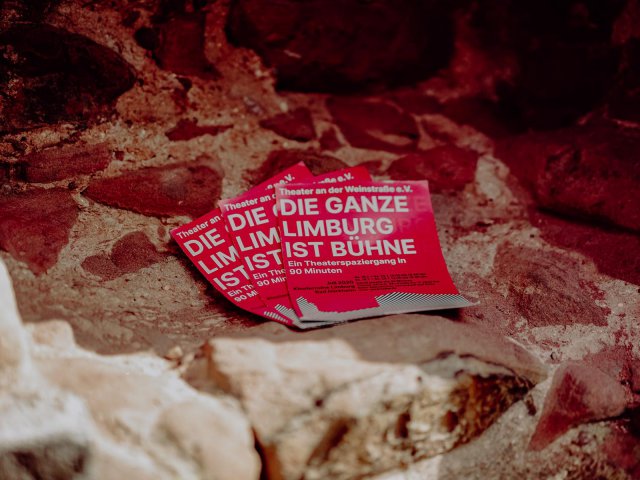 Theater an der Weinstraße e.V.
DIE GANZE
LIMBURG
IST BÜHNE
Ein Theaterspaziergang in
90 Minuten